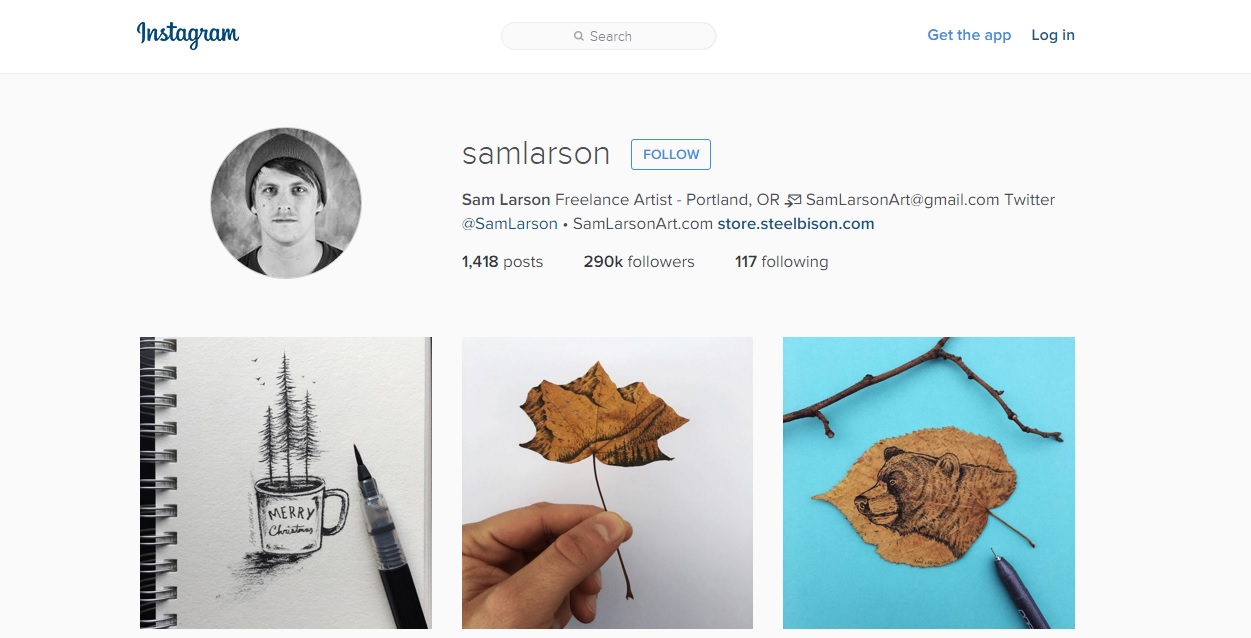 Instagram
Search
Get the app
Log in
samlarson
FOLLOW
Sam Larson Freelance Artist - Portland, OR SamLarsonArt@gmail.com Twitter
@SamLarson • SamLarsonArt.com store.steelbison.com
1,418 posts 290k followers 117 following
MERRY
Christmas